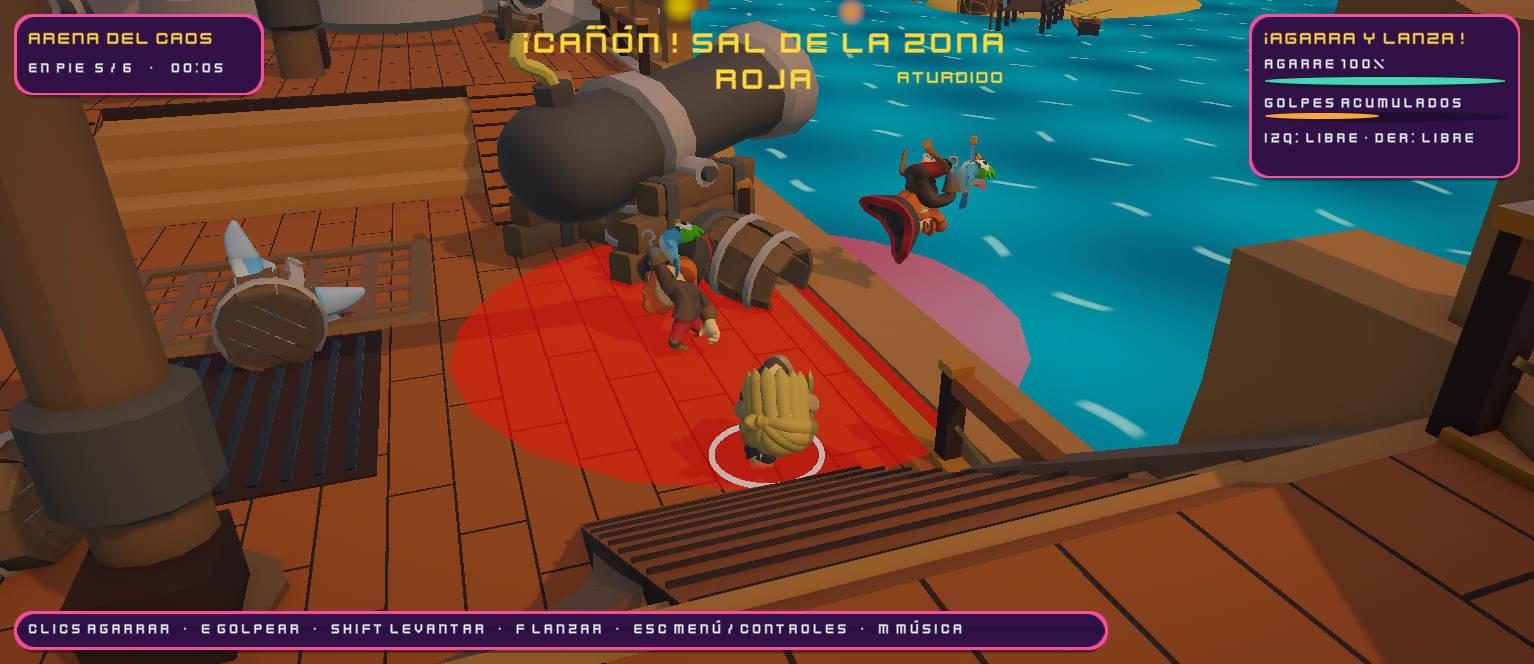 ARENA DEL CAOS
EN PIE 5/6 · 00:05
¡CAÑÓN! SAL DE LA ZONA
ROJA
ATURDIDO
¡AGARRA Y LANZA!
AGARRE 100%
GOLPES ACUMULADOS
IZQ: LIBRE · DER: LIBRE
CLICS AGARRAR · E GOLPEAR · SHIFT LEVANTAR · F LANZAR · ESC MENÚ/CONTROLES · M MÚSICA